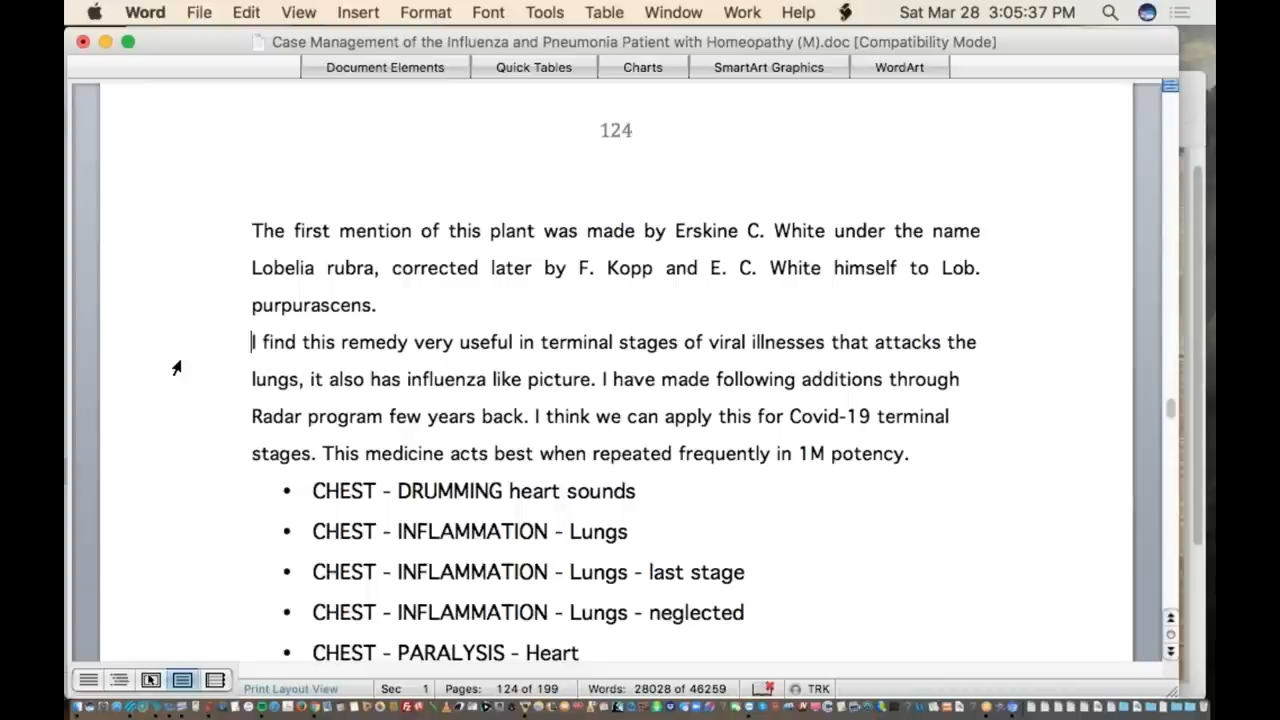 Word File Edit View Insert Format Font Tools Table Window Work Help Sat Mar 28 3:05:37 PM
Case Management of the Influenza and Pneumonia Patient with Homeopathy (M).doc [Compatibility Mode]
Document Elements Quick Tables Charts SmartArt Graphics WordArt
124
The first mention of this plant was made by Erskine C. White under the name
Lobelia rubra, corrected later by F. Kopp and E. C. White himself to Lob.
purpurascens.
I find this remedy very useful in terminal stages of viral illnesses that attacks the
lungs, it also has influenza like picture. I have made following additions through
Radar program few years back. I think we can apply this for Covid-19 terminal
stages. This medicine acts best when repeated frequently in 1M potency.
• CHEST - DRUMMING heart sounds
• CHEST - INFLAMMATION - Lungs
• CHEST - INFLAMMATION - Lungs - last stage
• CHEST - INFLAMMATION - Lungs - neglected
• CHEST - PARALYSIS - Heart
Print Layout View Sec 1 Pages: 124 of 199 Words: 28028 of 46259 TRK